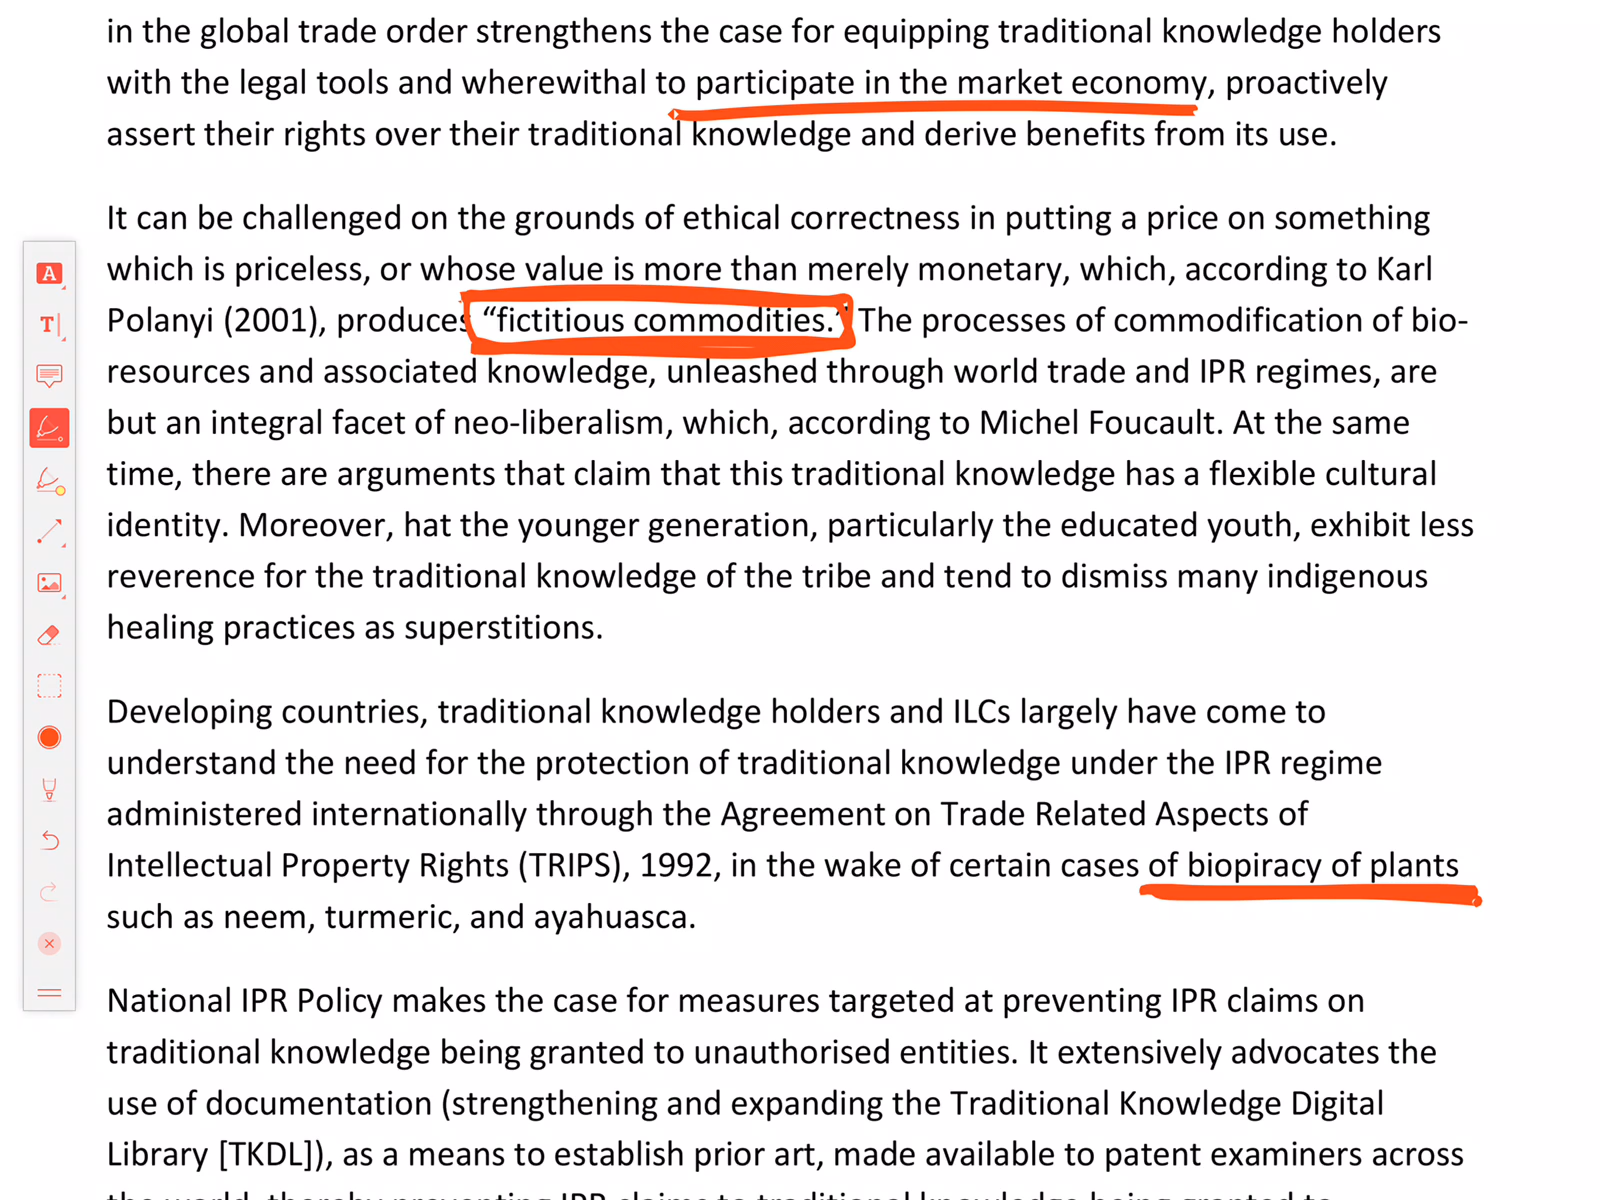 in the global trade order strengthens the case for equipping traditional knowledge holders
with the legal tools and wherewithal to participate in the market economy, proactively
assert their rights over their traditional knowledge and derive benefits from its use.
It can be challenged on the grounds of ethical correctness in putting a price on something
which is priceless, or whose value is more than merely monetary, which, according to Karl
Polanyi (2001), produces “fictitious commodities.” The processes of commodification of bio-
resources and associated knowledge, unleashed through world trade and IPR regimes, are
but an integral facet of neo-liberalism, which, according to Michel Foucault. At the same
time, there are arguments that claim that this traditional knowledge has a flexible cultural
identity. Moreover, hat the younger generation, particularly the educated youth, exhibit less
reverence for the traditional knowledge of the tribe and tend to dismiss many indigenous
healing practices as superstitions.
Developing countries, traditional knowledge holders and ILCs largely have come to
understand the need for the protection of traditional knowledge under the IPR regime
administered internationally through the Agreement on Trade Related Aspects of
Intellectual Property Rights (TRIPS), 1992, in the wake of certain cases of biopiracy of plants
such as neem, turmeric, and ayahuasca.
National IPR Policy makes the case for measures targeted at preventing IPR claims on
traditional knowledge being granted to unauthorised entities. It extensively advocates the
use of documentation (strengthening and expanding the Traditional Knowledge Digital
Library [TKDL]), as a means to establish prior art, made available to patent examiners across
the world, thereby preventing IPR claims to traditional knowledge being granted to
A
T